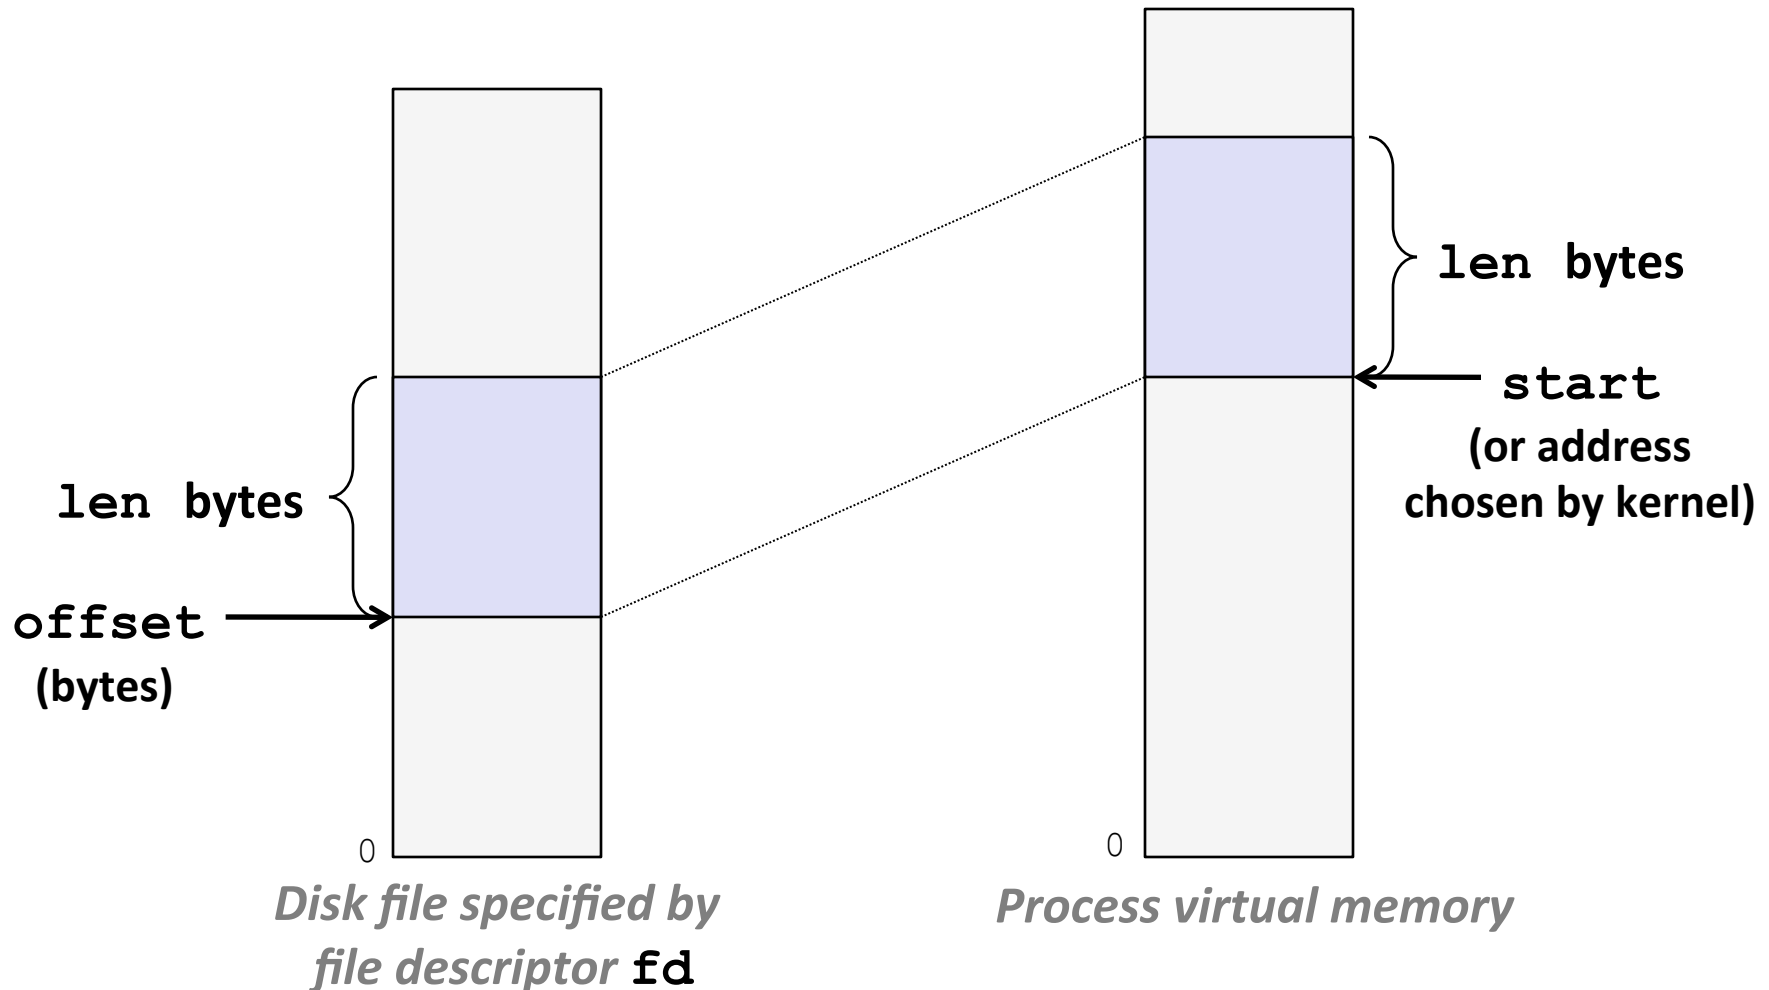 len bytes
start
(or address
chosen by kernel)
len bytes
offset
(bytes)
0
0
Disk file specified by
file descriptor fd
Process virtual memory